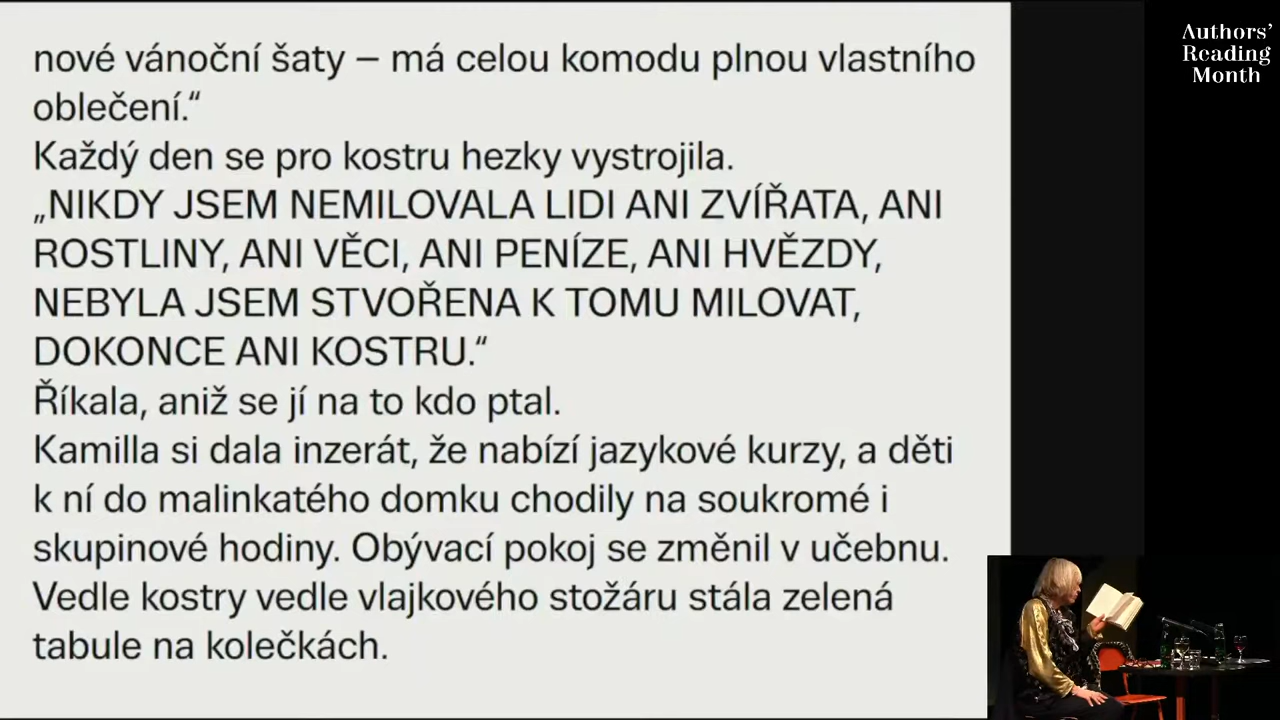 nové vánoční šaty – má celou komodu plnou vlastního
oblečení.“
Každý den se pro kostru hezky vystrojila.
„NIKDY JSEM NEMILOVALA LIDI ANI ZVÍŘATA, ANI
ROSTLINY, ANI VĚCI, ANI PENÍZE, ANI HVĚZDY,
NEBYLA JSEM STVOŘENA K TOMU MILOVAT,
DOKONCE ANI KOSTRU.“
Říkala, aniž se jí na to kdo ptal.
Kamilla si dala inzerát, že nabízí jazykové kurzy, a děti
k ní do malinkatého domku chodily na soukromé i
skupinové hodiny. Obývací pokoj se změnil v učebnu.
Vedle kostry vedle vlajkového stožáru stála zelená
tabule na kolečkách.
Authors’
Reading
Month